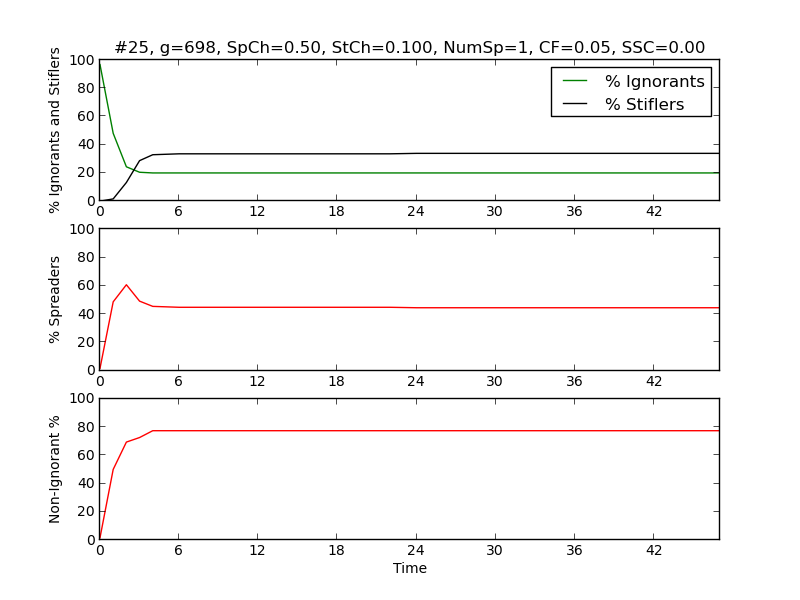 #25, g=698, SpCh=0.50, StCh=0.100, NumSp=1, CF=0.05, SSC=0.00
% Ignorants and Stiflers
100
80
60
40
20
0
% Ignorants
% Stiflers
0 6 12 18 24 30 36 42
% Spreaders
100
80
60
40
20
0
0 6 12 18 24 30 36 42
Non-Ignorant %
100
80
60
40
20
0
0 6 12 18 24 30 36 42
Time